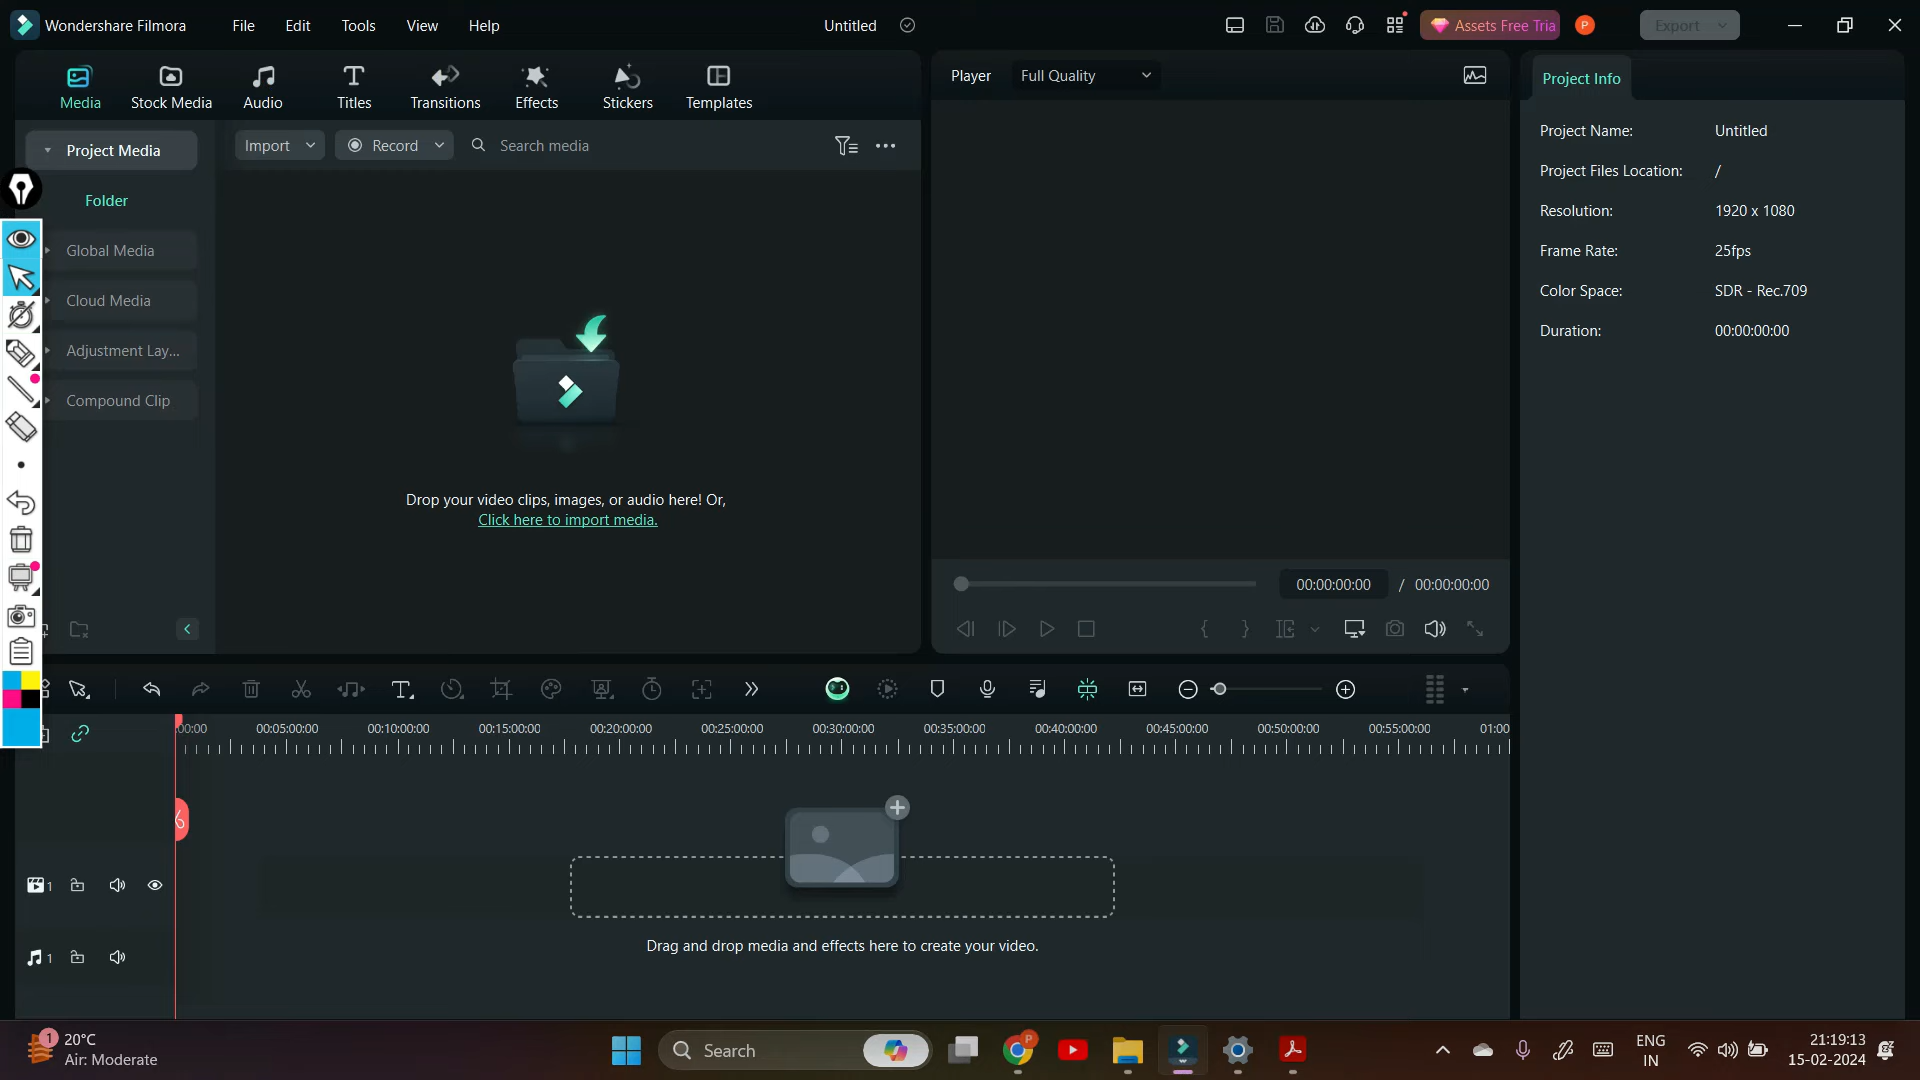 Wondershare Filmora
File
Edit
Tools
View
Help
Untitled
Assets Free Tria
P
Export
Media
Stock Media
Audio
Titles
Transitions
Effects
Stickers
Templates
Player
Full Quality
Project Info
Project Media
Import
Record
Search media
Folder
Global Media
Cloud Media
Adjustment Lay...
Compound Clip
Drop your video clips, images, or audio here! Or,
Click here to import media.
Project Name: Untitled
Project Files Location: /
Resolution: 1920 x 1080
Frame Rate: 25fps
Color Space: SDR - Rec.709
Duration: 00:00:00:00
00:00:00:00 / 00:00:00:00
:00:00 00:05:00:00 00:10:00:00 00:15:00:00 00:20:00:00 00:25:00:00 00:30:00:00 00:35:00:00 00:40:00:00 00:45:00:00 00:50:00:00 00:55:00:00 01:00
1
1
Drag and drop media and effects here to create your video.
1
20°C
Air: Moderate
Search
P
ENG
IN
21:19:13
15-02-2024